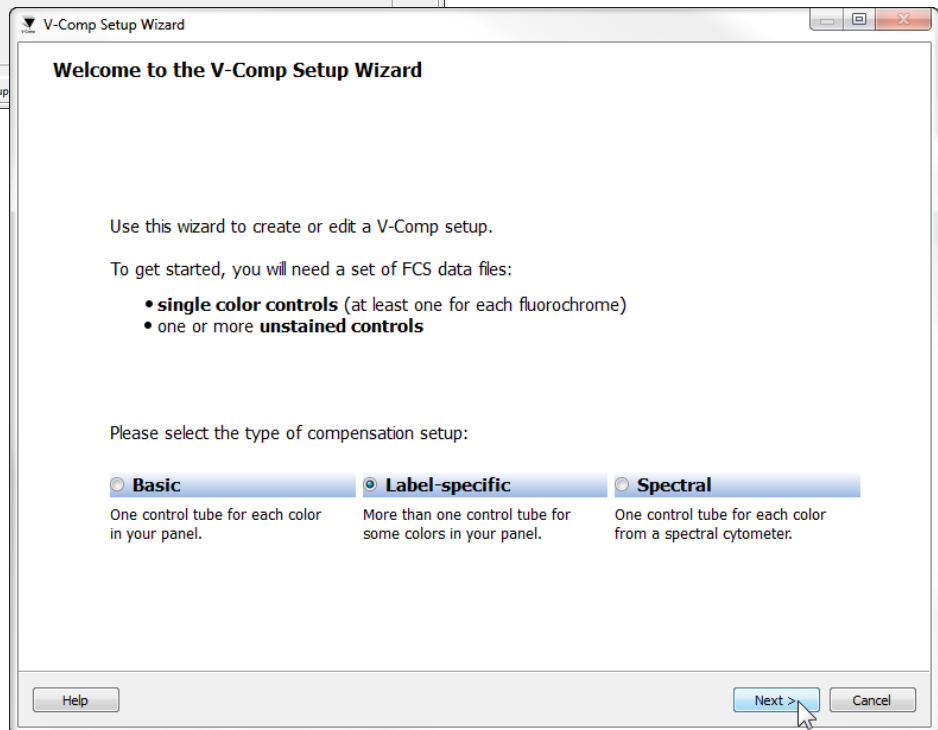 V-Comp Setup Wizard
Welcome to the V-Comp Setup Wizard
up
Use this wizard to create or edit a V-Comp setup.
To get started, you will need a set of FCS data files:
• single color controls (at least one for each fluorochrome)
• one or more unstained controls
Please select the type of compensation setup:
Basic
One control tube for each color
in your panel.
Label-specific
More than one control tube for
some colors in your panel.
Spectral
One control tube for each color
from a spectral cytometer.
Help
Next >
Cancel